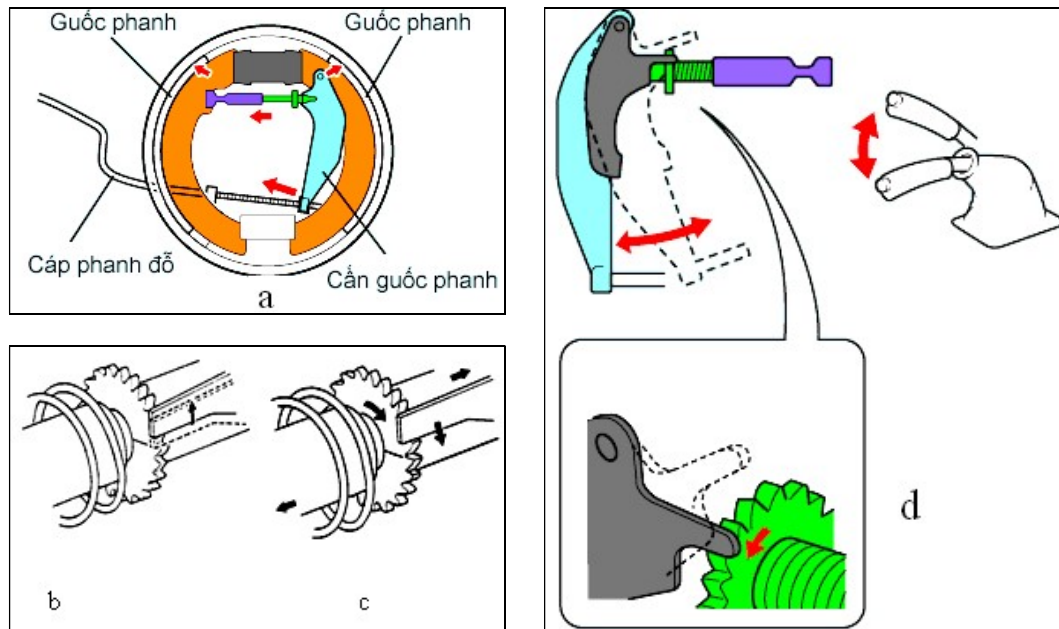 Guốc phanh
Guốc phanh
Cáp phanh đỗ
Cần guốc phanh
a
b
c
d